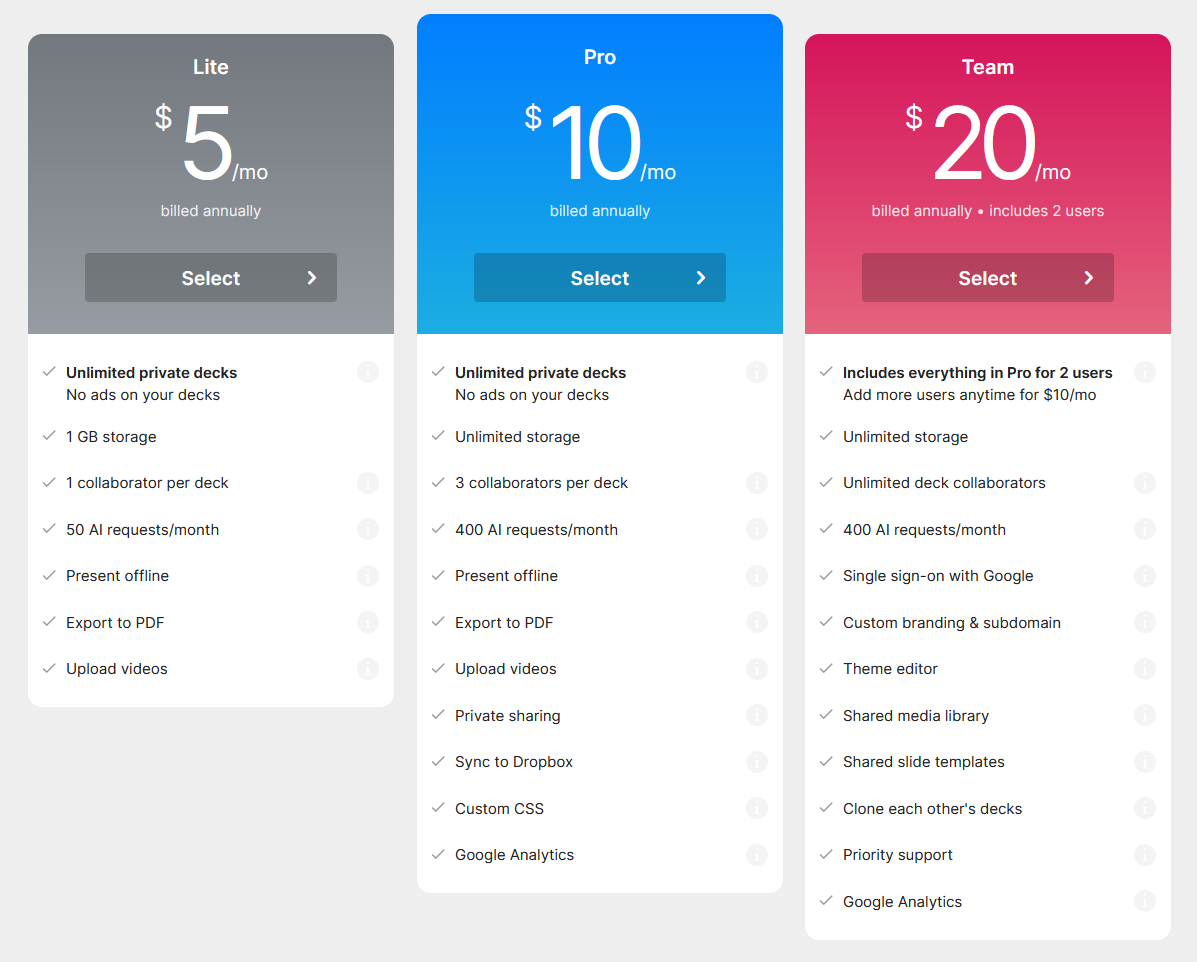 Lite
$5/mo
billed annually
Select
Unlimited private decks
No ads on your decks
1 GB storage
1 collaborator per deck
50 AI requests/month
Present offline
Export to PDF
Upload videos
Pro
$10/mo
billed annually
Select
Unlimited private decks
No ads on your decks
Unlimited storage
3 collaborators per deck
400 AI requests/month
Present offline
Export to PDF
Upload videos
Private sharing
Sync to Dropbox
Custom CSS
Google Analytics
Team
$20/mo
billed annually • includes 2 users
Select
Includes everything in Pro for 2 users
Add more users anytime for $10/mo
Unlimited storage
Unlimited deck collaborators
400 AI requests/month
Single sign-on with Google
Custom branding & subdomain
Theme editor
Shared media library
Shared slide templates
Clone each other's decks
Priority support
Google Analytics